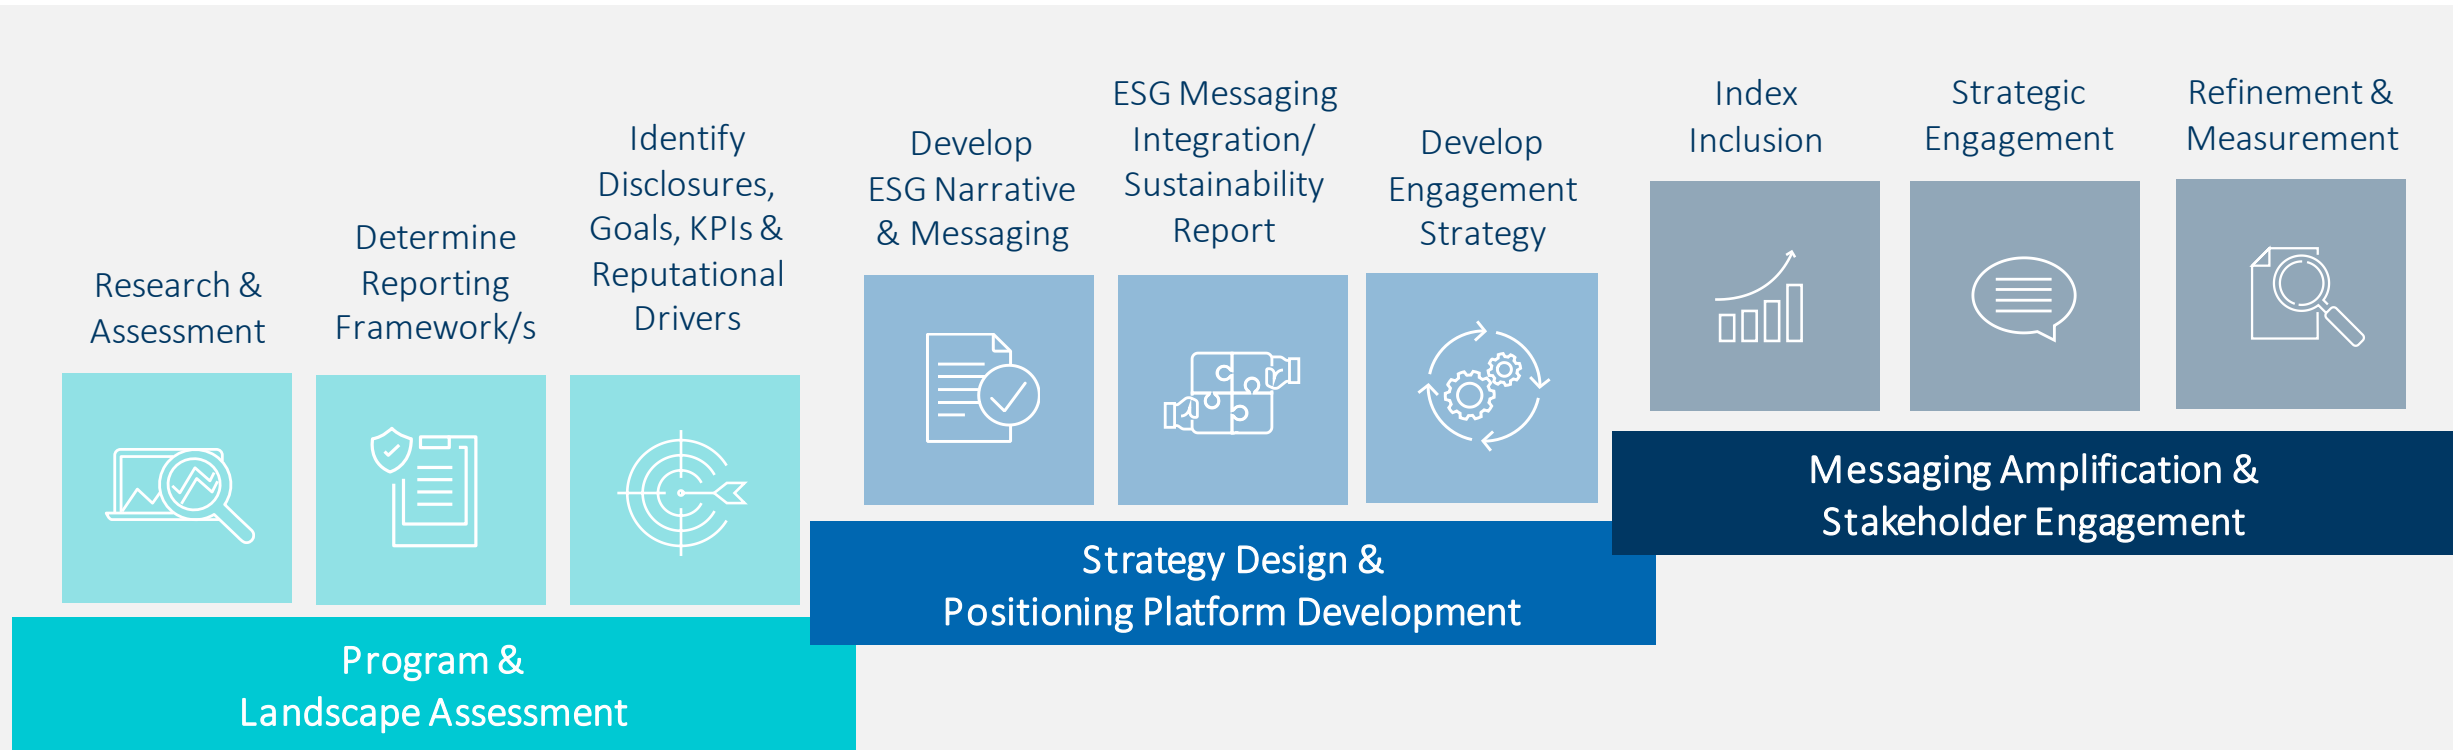 Research &
Assessment
Determine
Reporting
Framework/s
Identify
Disclosures,
Goals, KPIs &
Reputational
Drivers
Program &
Landscape Assessment
Develop
ESG Narrative
& Messaging
ESG Messaging
Integration/
Sustainability
Report
Develop
Engagement
Strategy
Strategy Design &
Positioning Platform Development
Index
Inclusion
Strategic
Engagement
Refinement &
Measurement
Messaging Amplification &
Stakeholder Engagement